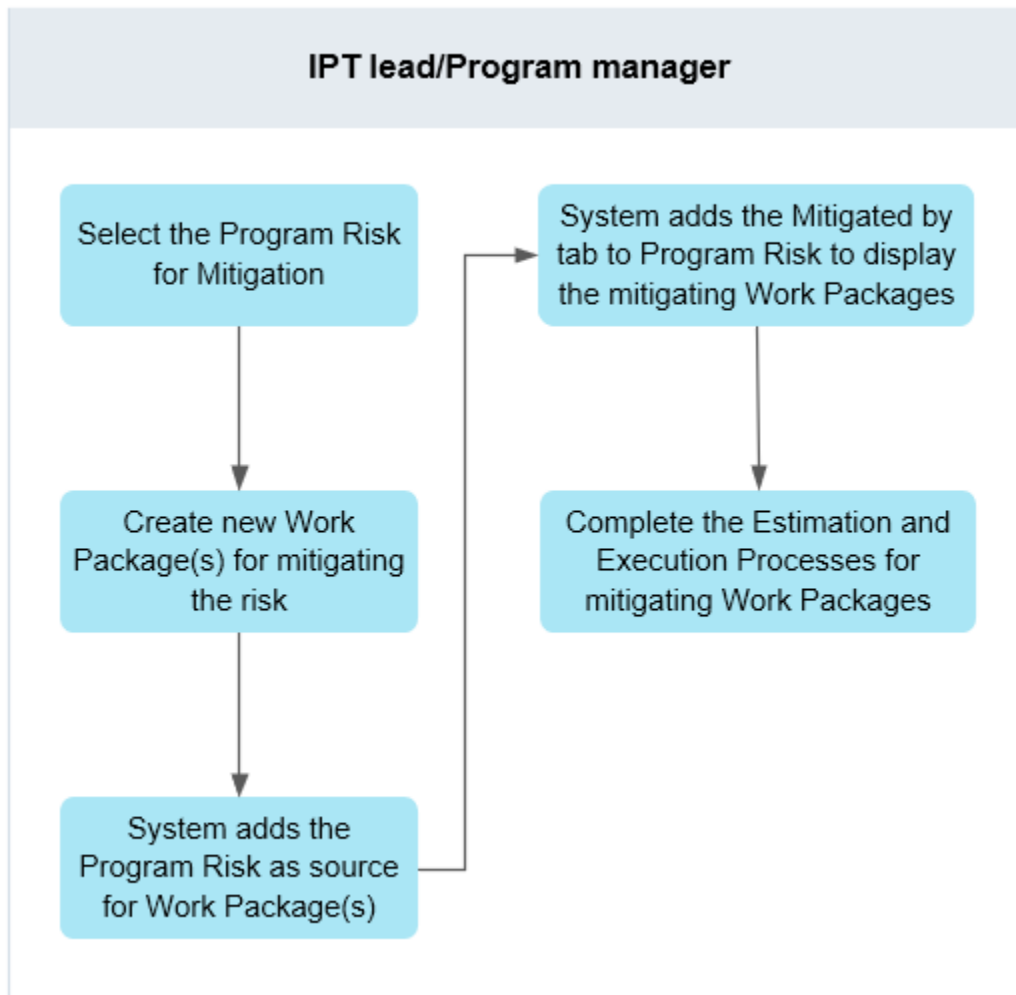 IPT lead/Program manager
Select the Program Risk
for Mitigation
Create new Work
Package(s) for mitigating
the risk
System adds the
Program Risk as source
for Work Package(s)
System adds the Mitigated by
tab to Program Risk to display
the mitigating Work Packages
Complete the Estimation and
Execution Processes for
mitigating Work Packages